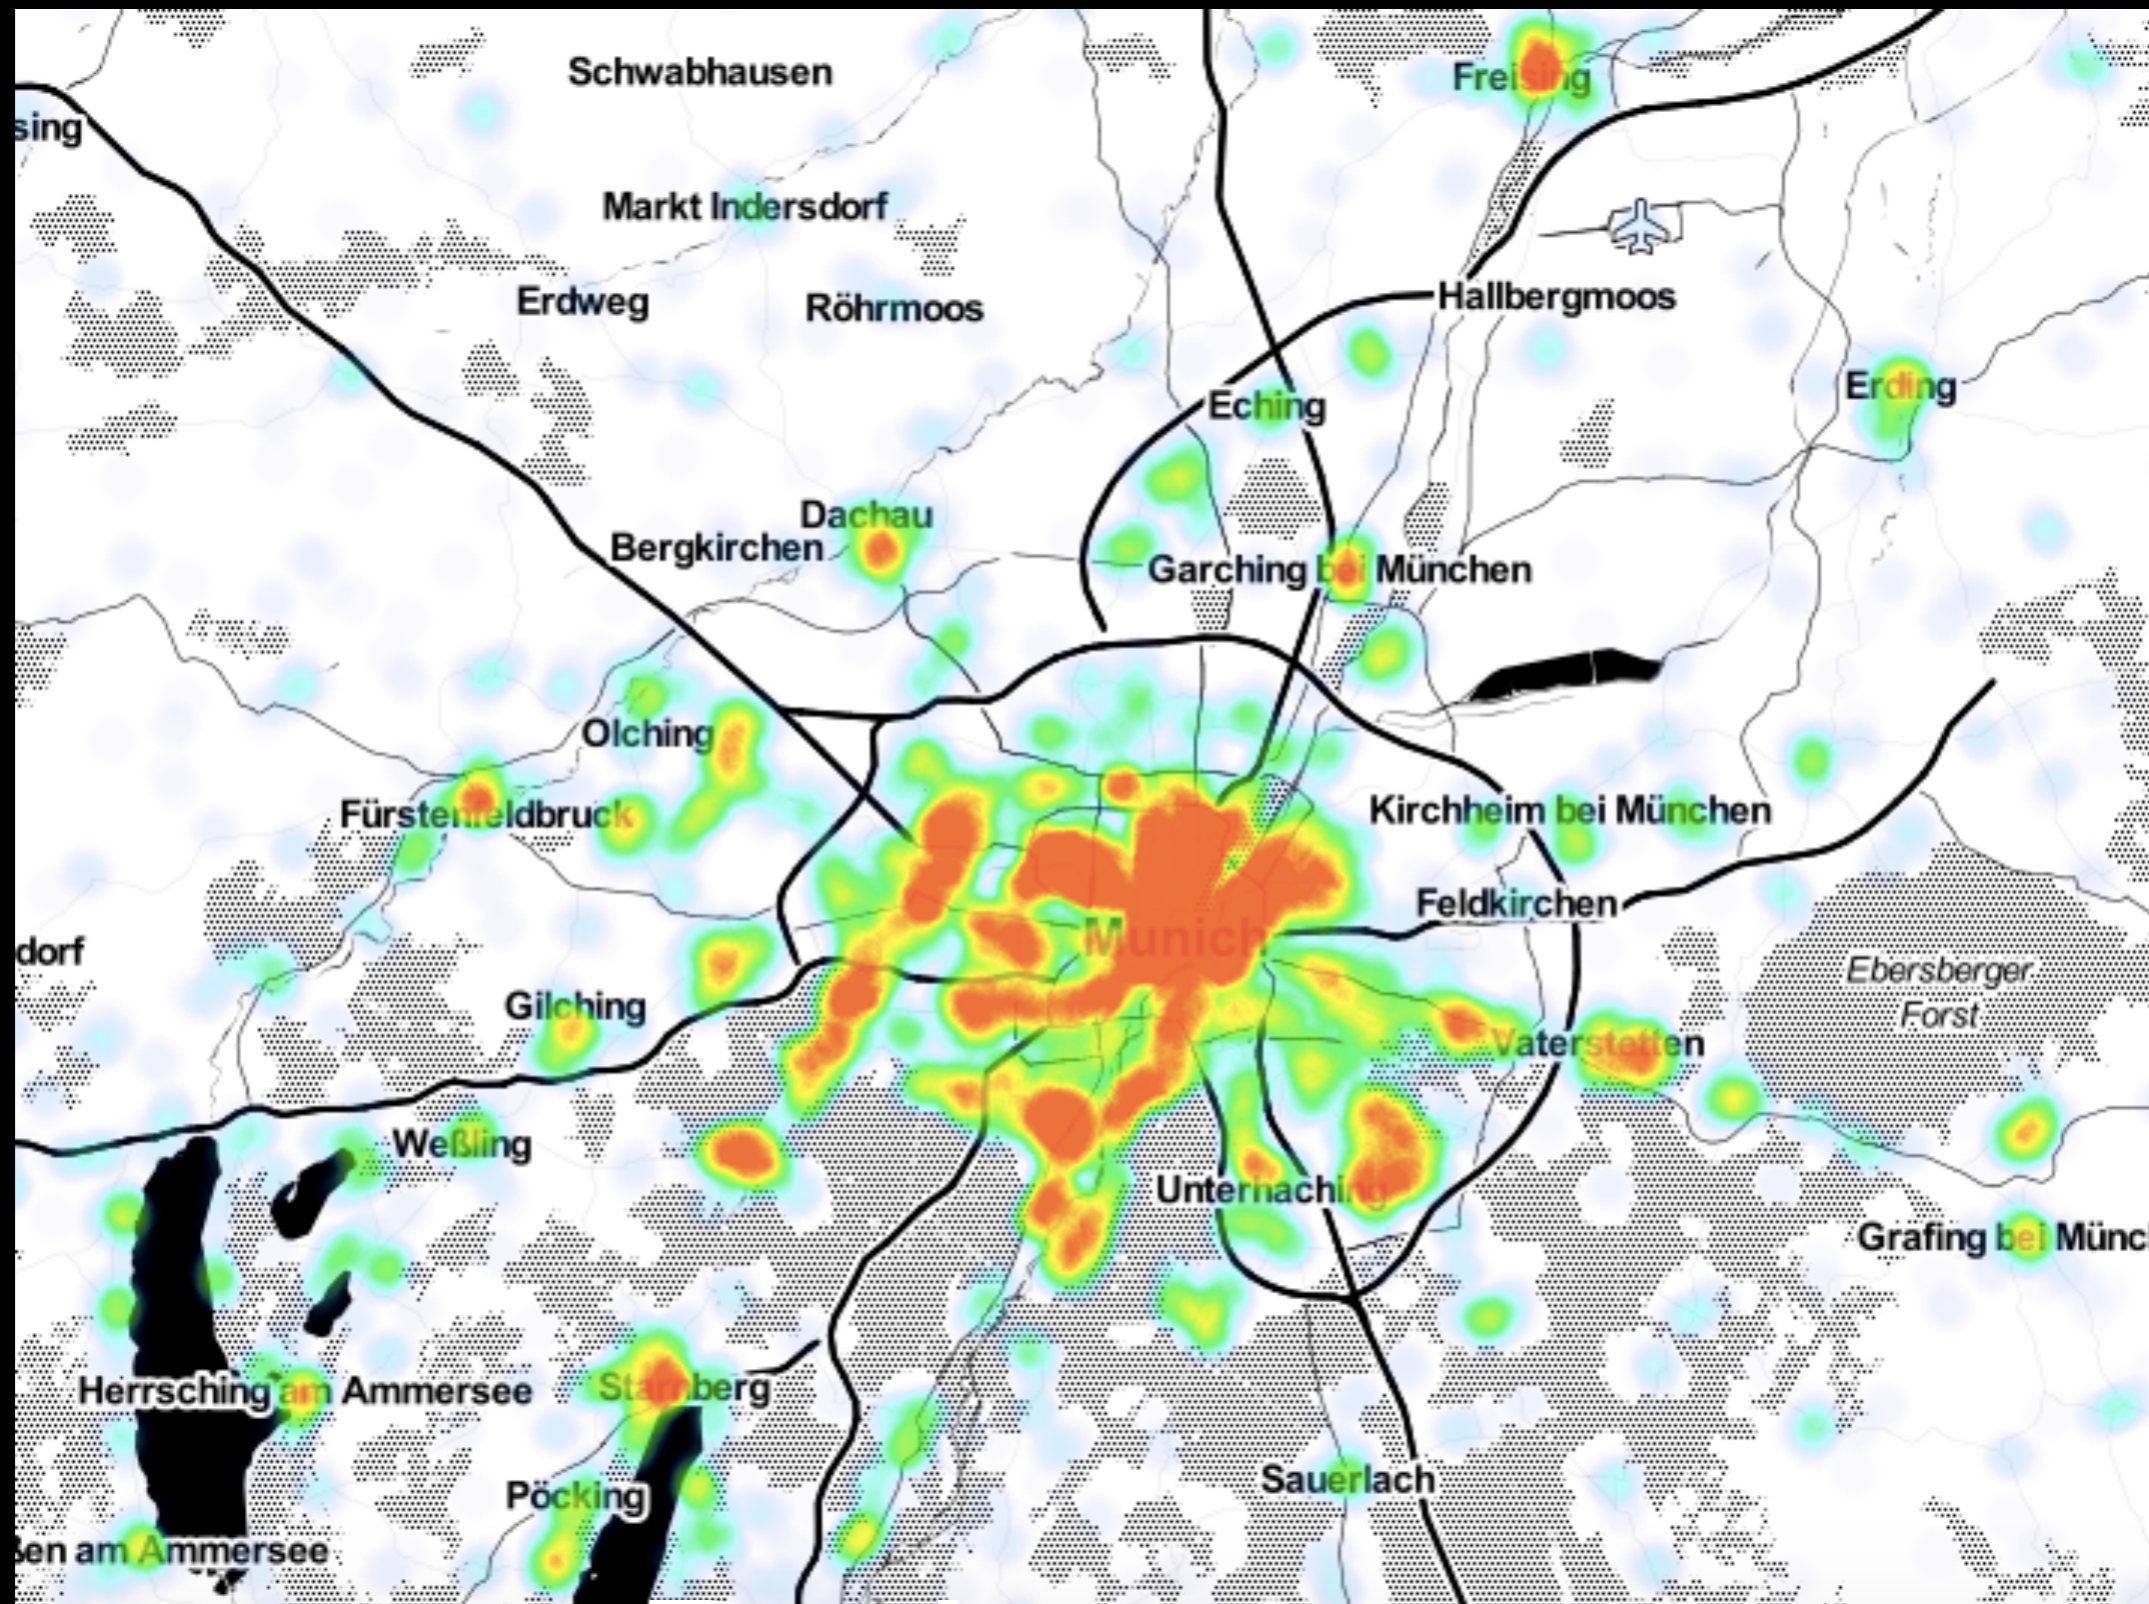 Schwabhausen
Freising
sing
Markt Indersdorf
Hallbergmoos
Erdweg
Röhrmoos
Erding
Eching
Dachau
Bergkirchen
Garching bei München
Olching
Fürstenfeldbruck
Kirchheim bei München
Feldkirchen
Munich
dorf
Ebersberger
Forst
Gilching
Vaterstetten
Weßling
Unterhaching
Grafing bei Münc
Herrsching am Ammersee
Starnberg
Sauerlach
Pöcking
ßen am Ammersee